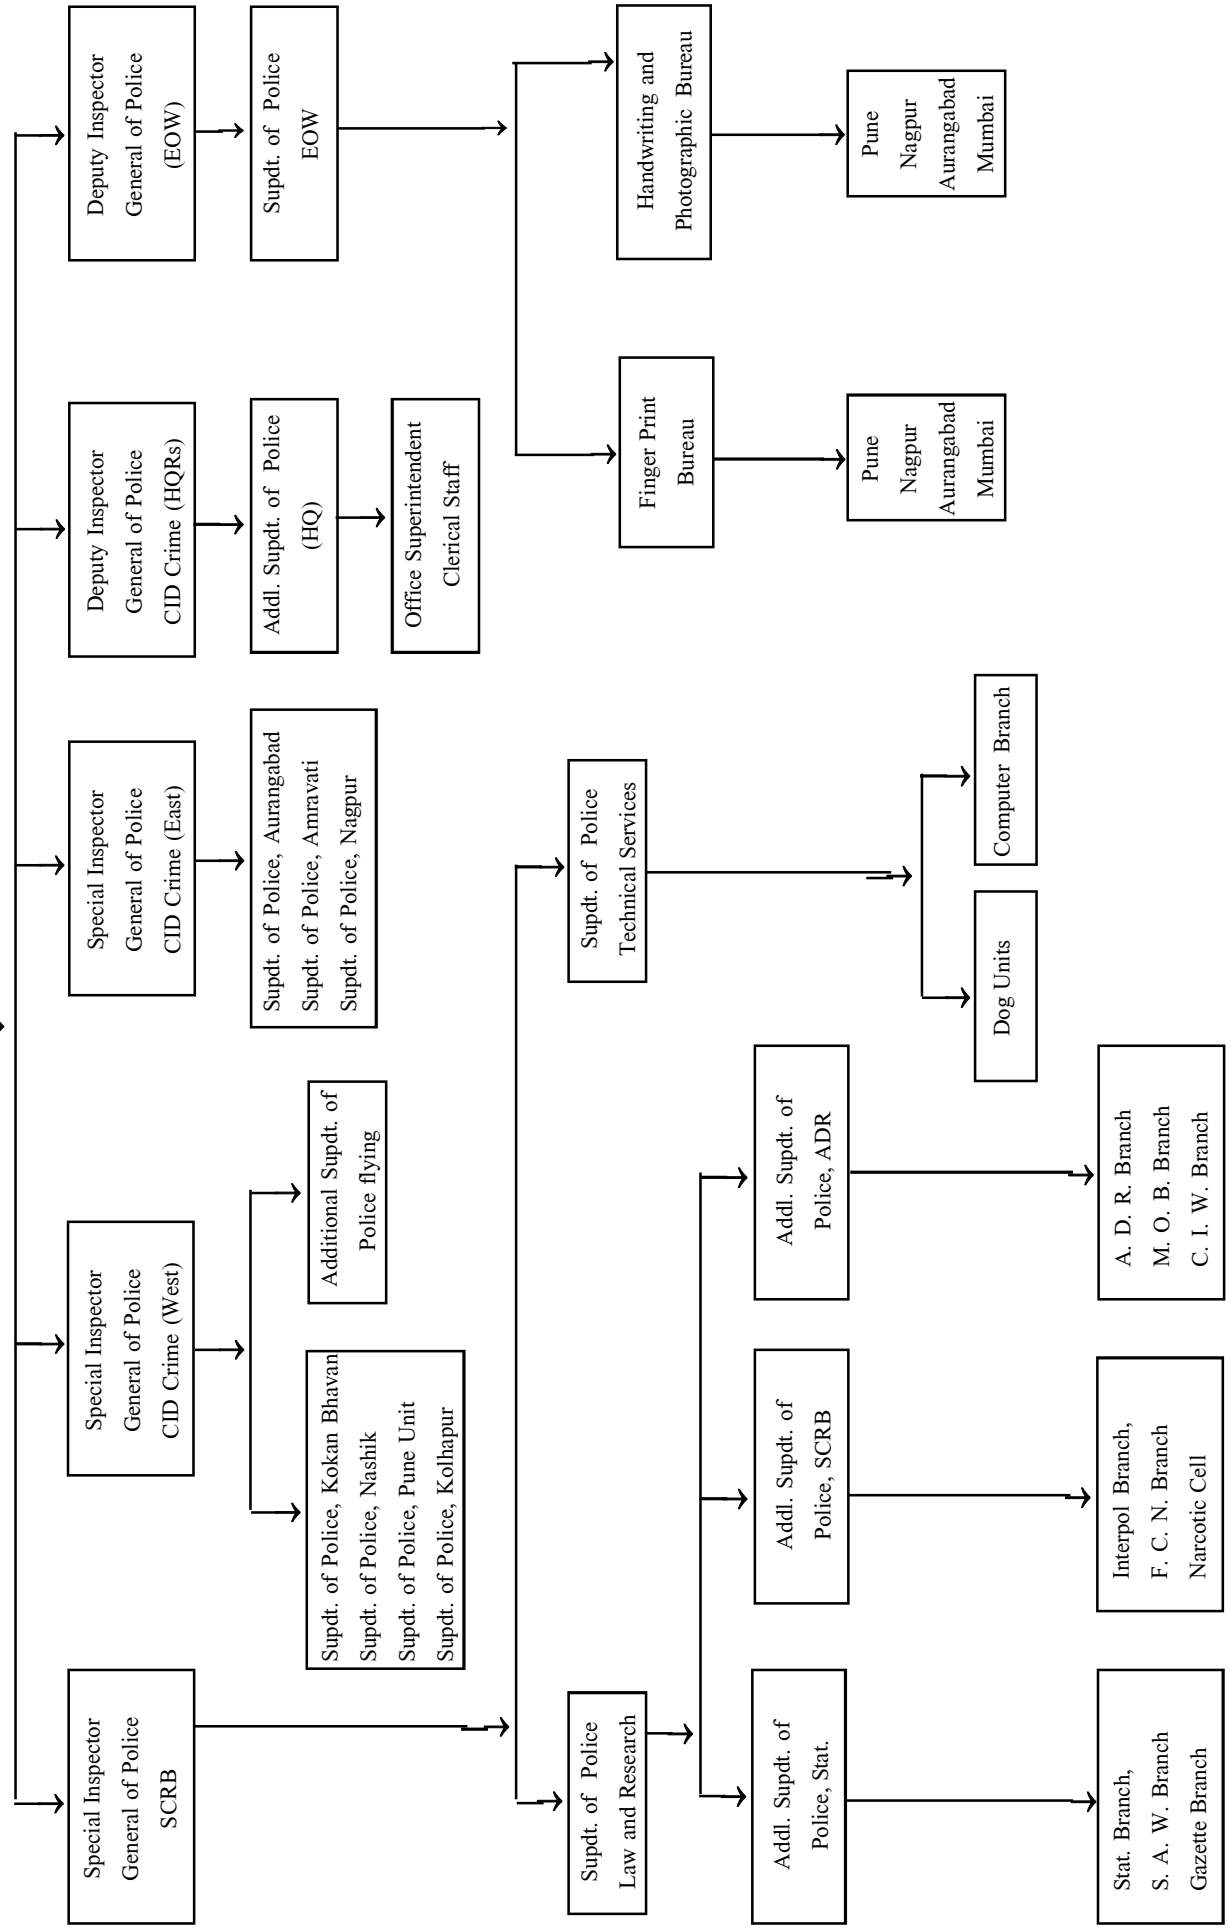 Special Inspector
General of Police
SCRB
Special Inspector
General of Police
CID Crime (West)
Special Inspector
General of Police
CID Crime (East)
Deputy Inspector
General of Police
CID Crime (HQRs)
Deputy Inspector
General of Police
(EOW)
Supdt. of Police, Kokan Bhavan
Supdt. of Police, Nashik
Supdt. of Police, Pune Unit
Supdt. of Police, Kolhapur
Additional Supdt. of
Police flying
Supdt. of Police, Aurangabad
Supdt. of Police, Amravati
Supdt. of Police, Nagpur
Addl. Supdt. of Police
(HQ)
Supdt. of Police
EOW
Office Superintendent
Clerical Staff
Supdt. of Police
Law and Research
Supdt. of Police
Technical Services
Finger Print
Bureau
Handwriting and
Photographic Bureau
Addl. Supdt. of
Police, Stat.
Addl. Supdt. of
Police, SCRB
Addl. Supdt. of
Police, ADR
Pune
Nagpur
Aurangabad
Mumbai
Pune
Nagpur
Aurangabad
Mumbai
Dog Units
Computer Branch
Stat. Branch,
S. A. W. Branch
Gazette Branch
Interpol Branch,
F. C. N. Branch
Narcotic Cell
A. D. R. Branch
M. O. B. Branch
C. I. W. Branch